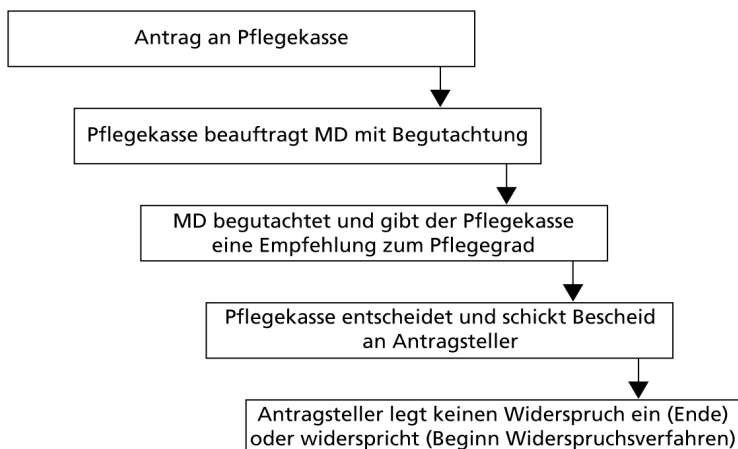 Antrag an Pflegekasse
Pflegekasse beauftragt MD mit Begutachtung
MD begutachtet und gibt der Pflegekasse
eine Empfehlung zum Pflegegrad
Pflegekasse entscheidet und schickt Bescheid
an Antragsteller
Antragsteller legt keinen Widerspruch ein (Ende)
oder widerspricht (Beginn Widerspruchsverfahren)